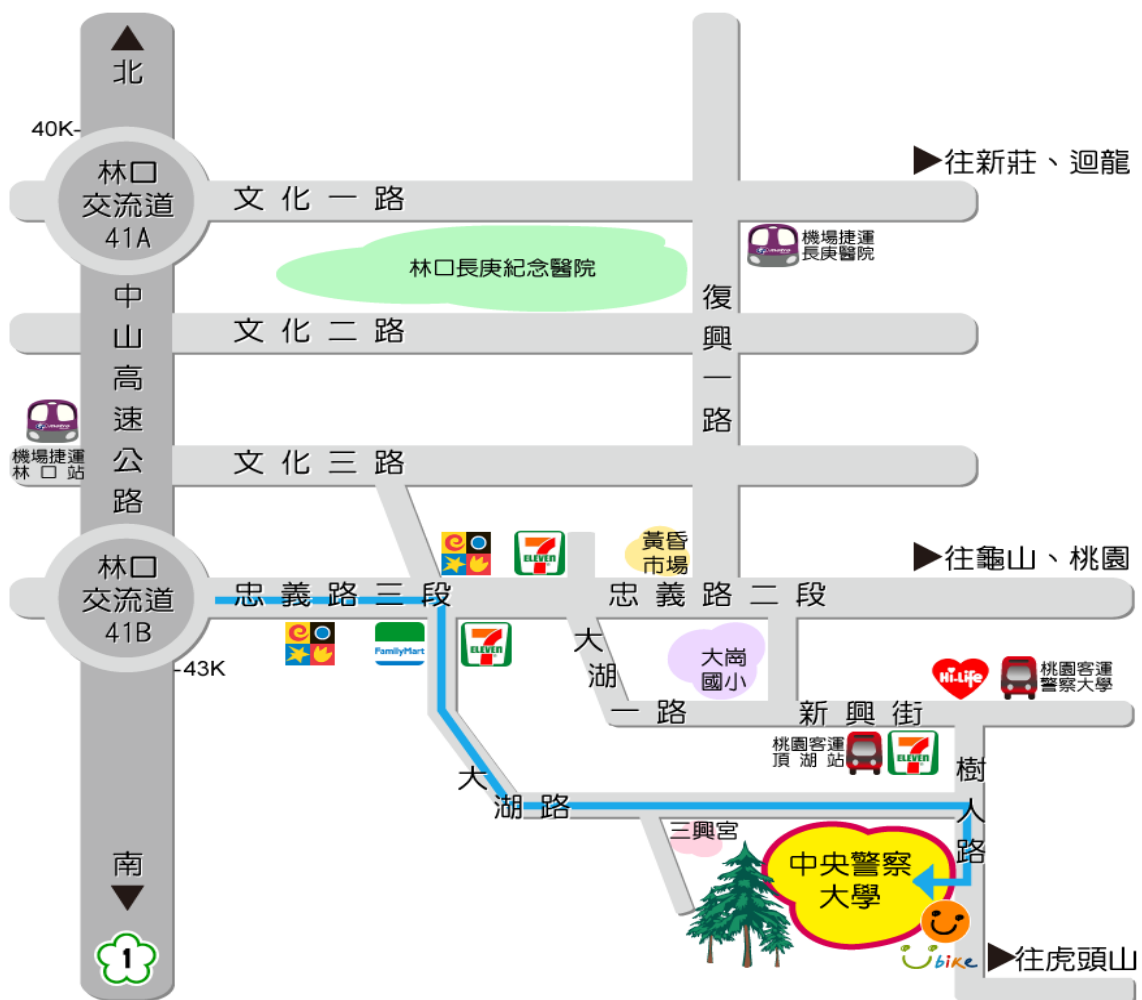 北
40K-
林口
交流道
41A
文化一路
▶往新莊、迴龍
機場捷運
長庚醫院
林口長庚紀念醫院
中山高速公路
復興一路
文化二路
機場捷運
林口站
文化三路
黃昏
市場
▶往龜山、桃園
林口
交流道
41B
忠義路三段
忠義路二段
7
ELEVEN
FamilyMart
7
ELEVEN
-43K
大湖一路
大崗
國小
Hi-Life
桃園客運
警察大學
新興街
桃園客運
頂湖站
7
ELEVEN
樹人路
大湖路
三興宮
中央警察
大學
南
1
Ubike
▶往虎頭山